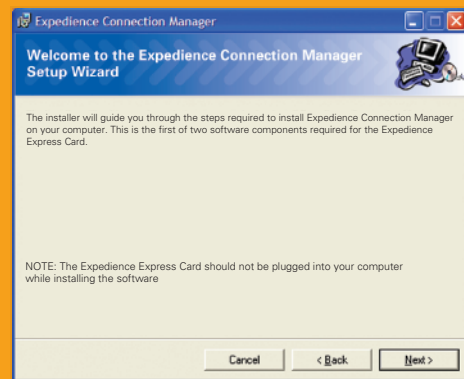 Expedience Connection Manager
Welcome to the Expedience Connection Manager
Setup Wizard
The installer will guide you through the steps required to install Expedience Connection Manager
on your computer. This is the first of two software components required for the Expedience
Express Card.
NOTE: The Expedience Express Card should not be plugged into your computer
while installing the software
Cancel
< Back
Next >